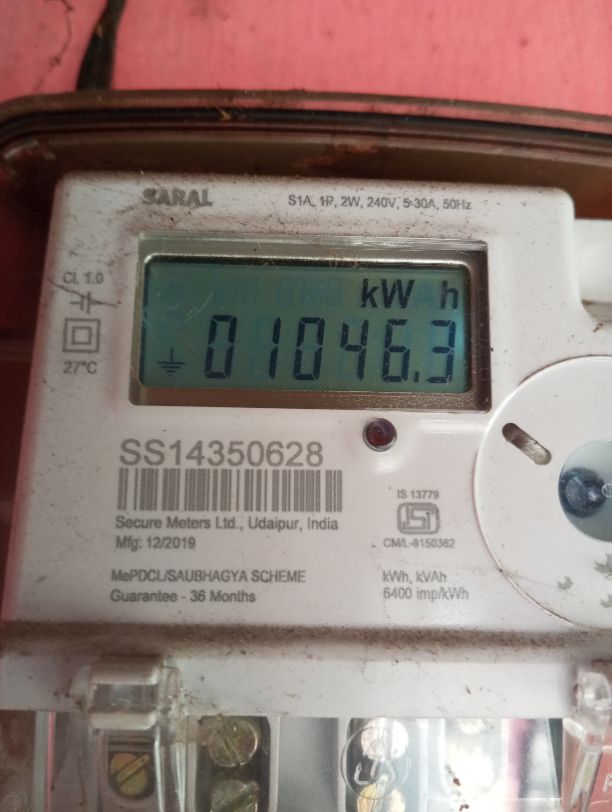 SARAL
S1A, 1P, 2W, 240V, 5-30A, 50Hz
Cl. 1.0
kW h
01046.3
27°C
SS14350628
Secure Meters Ltd., Udaipur, India
Mfg. 12/2019
IS 13779
CM/L-8150362
MePDCL/SAUBHAGYA SCHEME
Guarantee - 36 Months
kWh, kVAh
6400 imp/kWh